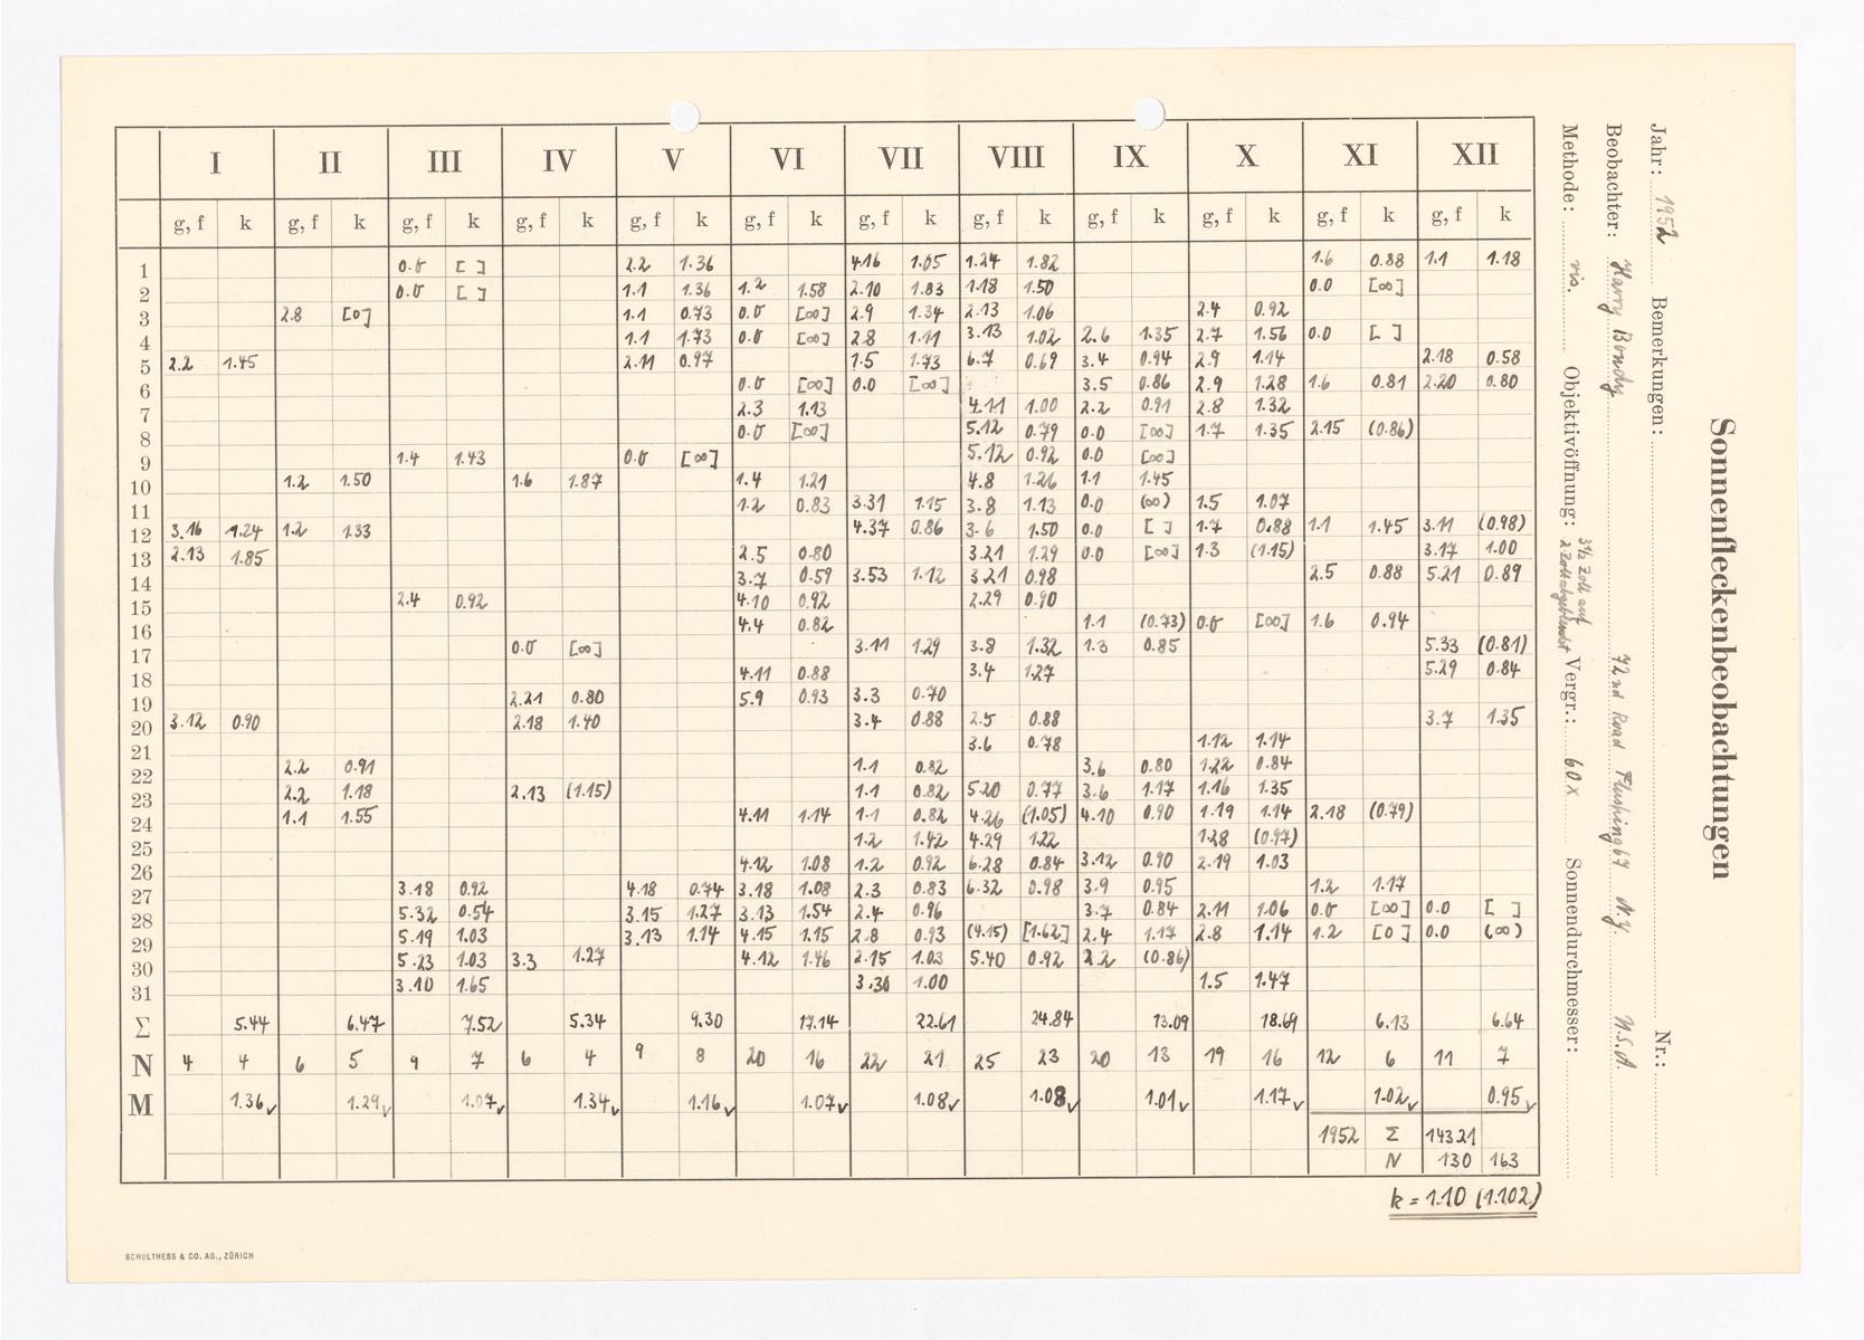 Sonnenfleckenbeobachtungen
Jahr: 1952 Bemerkungen: Nr.:
Beobachter: Harry Bondy 72nd Road Flushing 67 N.Y. U.S.A.
Methode: vis. Objektivöffnung: 3½ Zoll auf 2 Zoll abgeblendet Vergr.: 60x Sonnendurchmesser:
I II III IV V VI VII VIII IX X XI XII
g, f k g, f k g, f k g, f k g, f k g, f k g, f k g, f k g, f k g, f k g, f k g, f k
1 0.0 [ ] 2.2 1.36 4.16 1.05 1.24 1.82 1.6 0.88 1.1 1.18
2 0.0 [ ] 1.1 1.36 1.2 1.58 2.10 1.83 1.18 1.50 0.0 [∞]
3 2.8 [0] 1.1 0.73 0.0 [∞] 2.9 1.34 2.13 1.06 2.4 0.92
4 1.1 1.73 0.0 [∞] 2.8 1.11 3.13 1.02 2.6 1.35 2.7 1.56 0.0 [ ]
5 2.2 1.45 2.11 0.97 1.5 1.73 6.7 0.69 3.4 0.94 2.9 1.14 2.18 0.58
6 0.0 [∞] 0.0 [∞] 3.5 0.86 2.9 1.28 1.6 0.81 2.20 0.80
7 2.3 1.13 4.11 1.00 2.2 0.91 2.8 1.32
8 0.0 [∞] 5.12 0.79 0.0 [∞] 1.7 1.35 2.15 (0.86)
9 1.4 1.43 0.0 [∞] 5.12 0.92 0.0 [∞]
10 1.2 1.50 1.6 1.87 1.4 1.21 4.8 1.26 1.1 1.45
11 1.2 0.83 3.31 1.15 3.8 1.13 0.0 (∞) 1.5 1.07
12 3.16 1.24 1.2 1.33 4.37 0.86 3.6 1.50 0.0 [ ] 1.7 0.88 1.1 1.45 3.11 (0.98)
13 2.13 1.85 2.5 0.80 3.21 1.29 0.0 [∞] 1.3 (1.15) 3.17 1.00
14 3.7 0.59 3.53 1.12 3.21 0.98 2.5 0.88 5.21 0.89
15 2.4 0.92 4.10 0.92 2.29 0.90
16 4.4 0.82 1.1 (0.73) 0.0 [∞] 1.6 0.94
17 0.0 [∞] 3.11 1.29 3.8 1.32 1.3 0.85 5.33 (0.81)
18 4.11 0.88 3.4 1.27 5.29 0.84
19 2.21 0.80 5.9 0.93 3.3 0.70
20 3.12 0.90 2.18 1.40 3.4 0.88 2.5 0.88 3.7 1.35
21 3.6 0.78 1.12 1.14
22 2.2 0.91 1.1 0.82 3.6 0.80 1.22 0.84
23 2.2 1.18 2.13 (1.15) 1.1 0.82 5.20 0.77 3.6 1.17 1.16 1.35
24 1.1 1.55 4.11 1.14 1.1 0.82 4.26 (1.05) 4.10 0.90 1.19 1.14 2.18 (0.79)
25 1.2 1.42 4.29 1.22 1.28 (0.97)
26 4.12 1.08 1.2 0.92 6.28 0.84 3.12 0.90 2.19 1.03
27 3.18 0.92 4.18 0.74 3.18 1.08 2.3 0.83 6.32 0.98 3.9 0.95 1.2 1.17
28 5.32 0.54 3.15 1.27 3.13 1.54 2.4 0.96 3.7 0.84 2.11 1.06 0.0 [∞] 0.0 [ ]
29 5.19 1.03 3.13 1.14 4.15 1.15 2.8 0.93 (4.15) [1.62] 2.4 1.17 2.8 1.14 1.2 [0] 0.0 (∞)
30 5.23 1.03 3.3 1.27 4.12 1.46 2.15 1.03 5.40 0.92 2.2 (0.86)
31 3.10 1.65 3.30 1.00 1.5 1.47
Σ 5.44 6.47 7.52 5.34 9.30 17.14 22.61 24.84 13.09 18.69 6.13 6.64
N 4 4 6 5 9 7 6 4 9 8 20 16 22 21 25 23 20 13 19 16 12 6 11 7
M 1.36 ✓ 1.29 ✓ 1.07 ✓ 1.34 ✓ 1.16 ✓ 1.07 ✓ 1.08 ✓ 1.08 ✓ 1.01 ✓ 1.17 ✓ 1.02 ✓ 0.95 ✓
1952 Σ 143 21
N 130 163
k = 1.10 (1.102)
SCHULTHESS & CO. AG., ZÜRICH